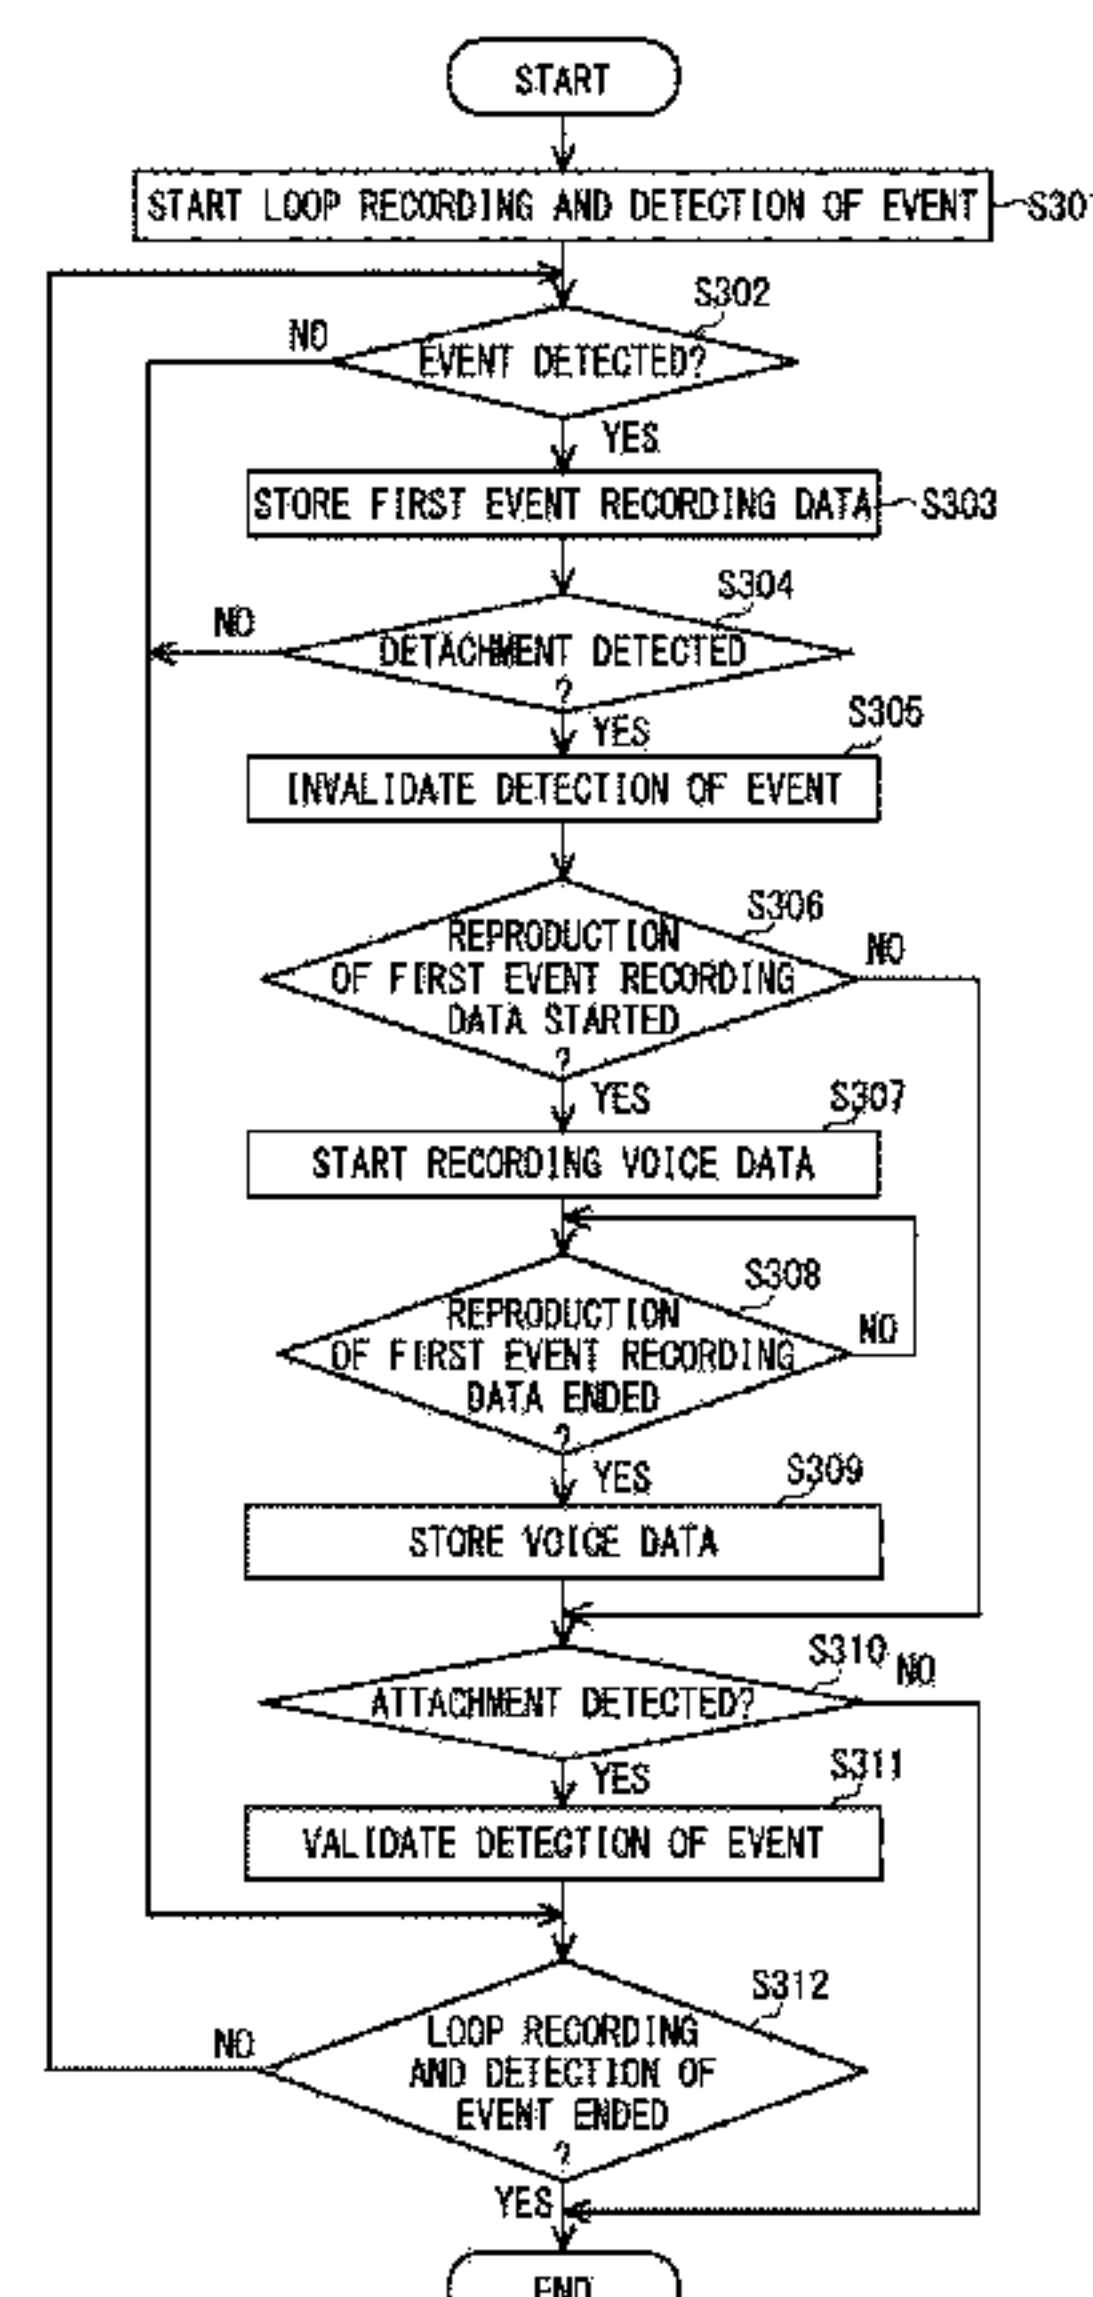 START
START LOOP RECORDING AND DETECTION OF EVENT
S301
S302
NO
EVENT DETECTED?
YES
STORE FIRST EVENT RECORDING DATA
S303
S304
NO
DETACHMENT DETECTED
?
YES
S305
INVALIDATE DETECTION OF EVENT
S306
REPRODUCTION
NO
OF FIRST EVENT RECORDING
DATA STARTED
?
YES
S307
START RECORDING VOICE DATA
S308
REPRODUCTION
NO
OF FIRST EVENT RECORDING
DATA ENDED
?
YES
S309
STORE VOICE DATA
S310
NO
ATTACHMENT DETECTED?
YES
S311
VALIDATE DETECTION OF EVENT
S312
NO
LOOP RECORDING
AND DETECTION OF
EVENT ENDED
?
YES
END